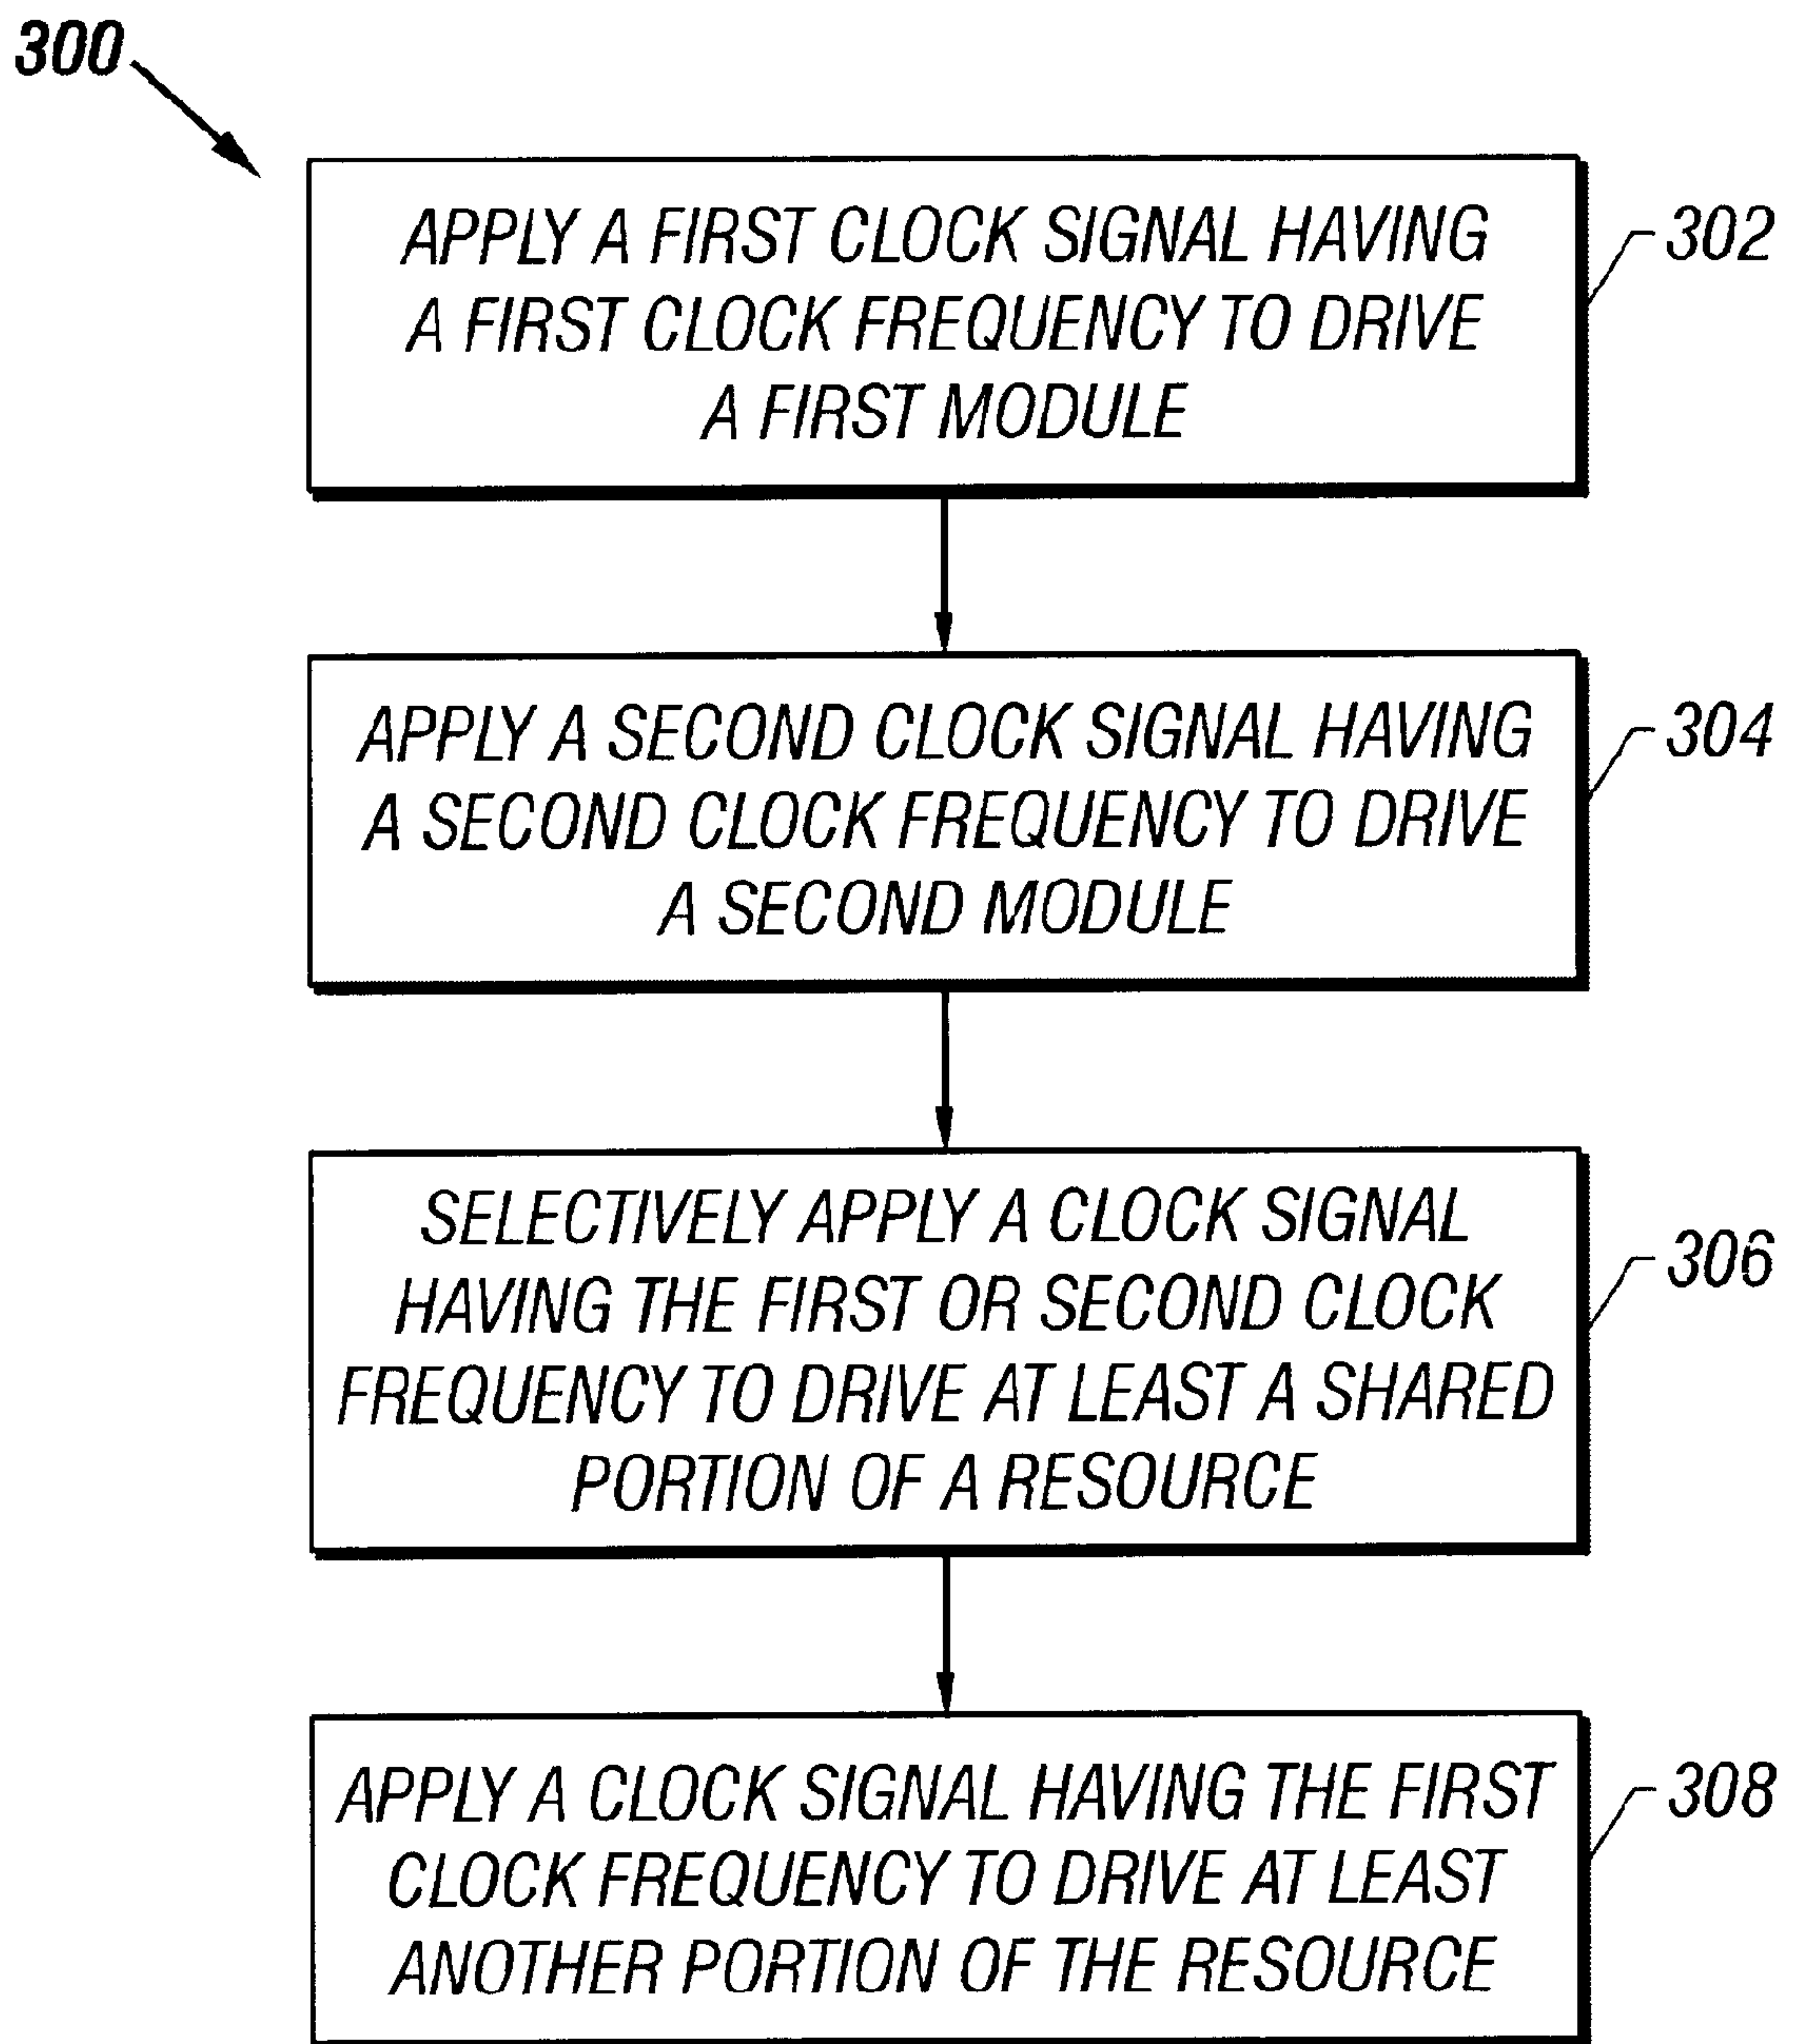 300
APPLY A FIRST CLOCK SIGNAL HAVING
A FIRST CLOCK FREQUENCY TO DRIVE
A FIRST MODULE
302
APPLY A SECOND CLOCK SIGNAL HAVING
A SECOND CLOCK FREQUENCY TO DRIVE
A SECOND MODULE
304
SELECTIVELY APPLY A CLOCK SIGNAL
HAVING THE FIRST OR SECOND CLOCK
FREQUENCY TO DRIVE AT LEAST A SHARED
PORTION OF A RESOURCE
306
APPLY A CLOCK SIGNAL HAVING THE FIRST
CLOCK FREQUENCY TO DRIVE AT LEAST
ANOTHER PORTION OF THE RESOURCE
308